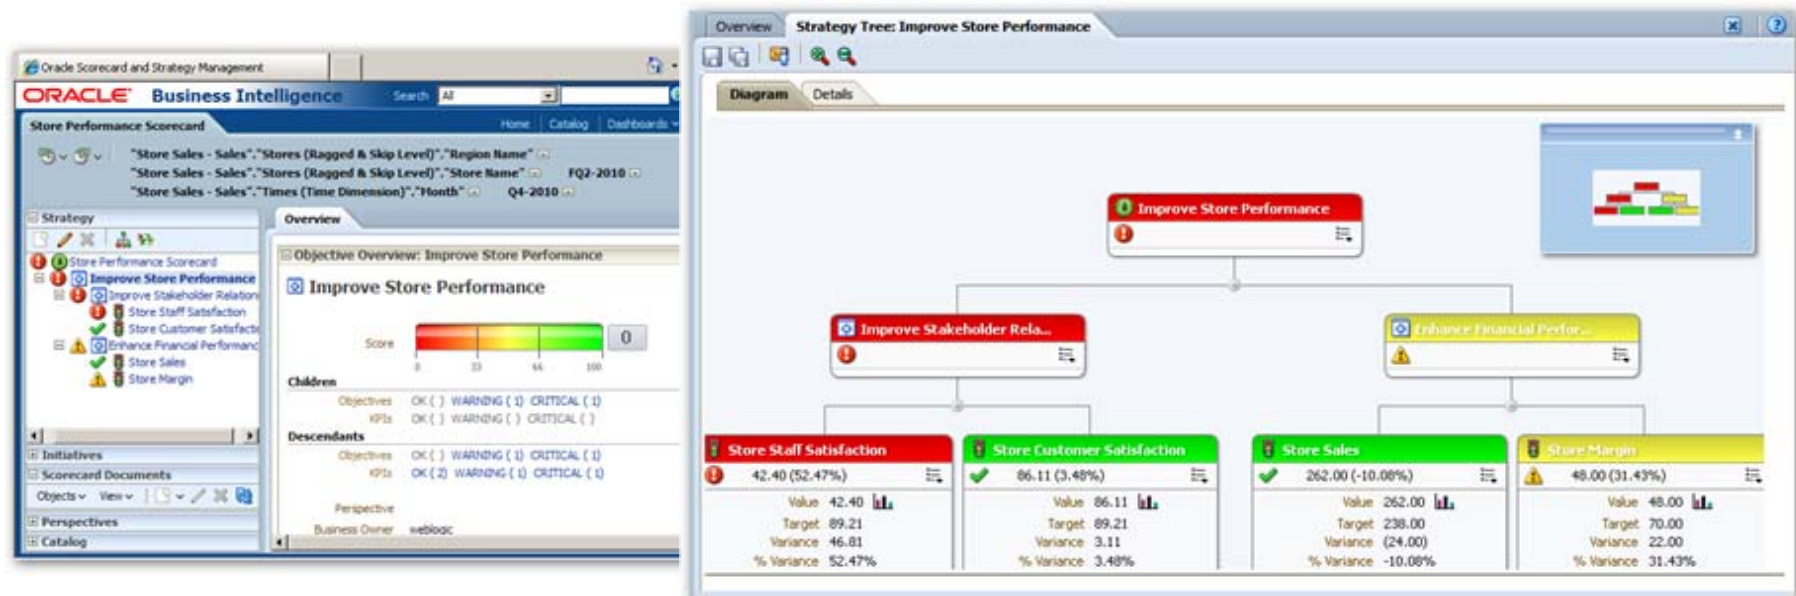 Oracle Scorecard and Strategy Management
ORACLE Business Intelligence Search All
Store Performance Scorecard Home Catalog Dashboards
"Store Sales - Sales"."Stores (Ragged & Skip Level)"."Region Name"
"Store Sales - Sales"."Stores (Ragged & Skip Level)"."Store Name" FQ2-2010
"Store Sales - Sales"."Times (Time Dimension)"."Month" Q4-2010
Strategy
Store Performance Scorecard
Improve Store Performance
Improve Stakeholder Relation
Store Staff Satisfaction
Store Customer Satisfacti
Enhance Financial Performanc
Store Sales
Store Margin
Initiatives
Scorecard Documents
Objects View
Perspectives
Catalog
Overview
Objective Overview: Improve Store Performance
Improve Store Performance
Score 0
0 33 66 100
Children
Objectives OK ( ) WARNING ( 1) CRITICAL ( 1)
KPIs OK ( ) WARNING ( ) CRITICAL ( )
Descendants
Objectives OK ( ) WARNING ( 1) CRITICAL ( 1)
KPIs OK ( 2) WARNING ( 1) CRITICAL ( 1)
Perspective
Business Owner weblogic
Overview Strategy Tree: Improve Store Performance
Diagram Details
Improve Store Performance
Improve Stakeholder Rela...
Enhance Financial Perfor...
Store Staff Satisfaction
42.40 (52.47%)
Value 42.40
Target 89.21
Variance 46.81
% Variance 52.47%
Store Customer Satisfaction
86.11 (3.48%)
Value 86.11
Target 89.21
Variance 3.11
% Variance 3.48%
Store Sales
262.00 (-10.08%)
Value 262.00
Target 238.00
Variance (24.00)
% Variance -10.08%
Store Margin
48.00 (31.43%)
Value 48.00
Target 70.00
Variance 22.00
% Variance 31.43%